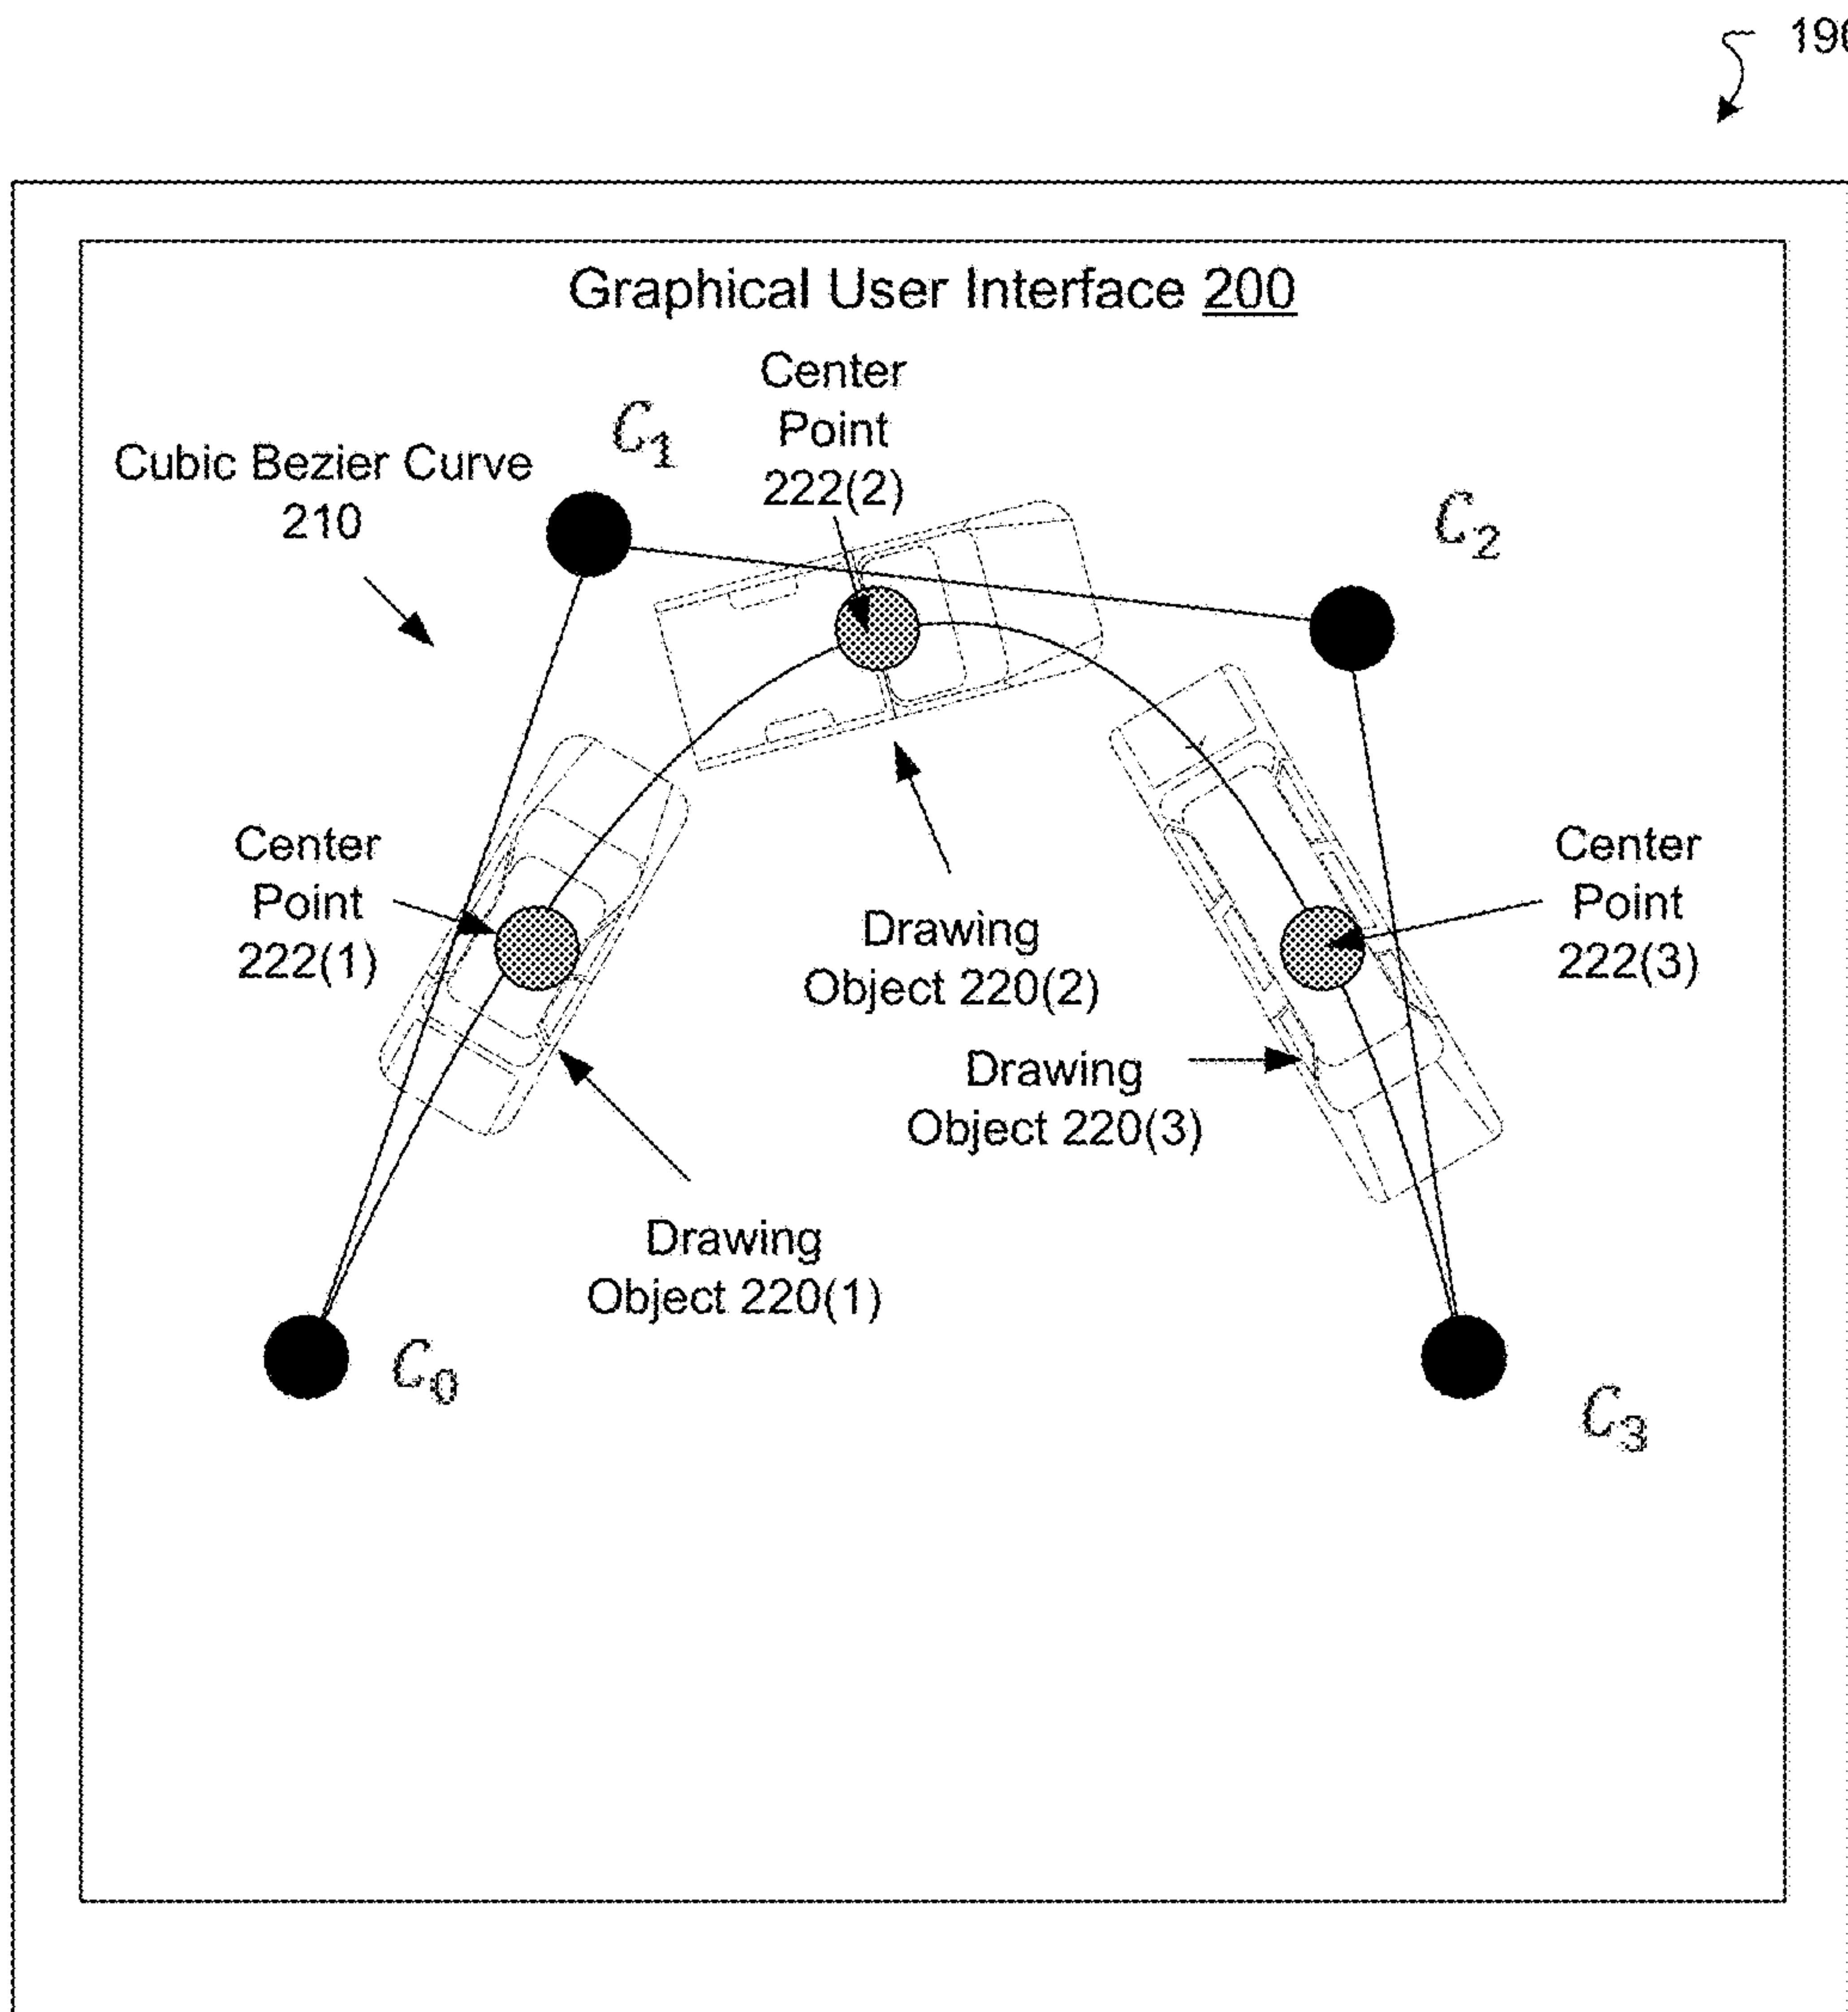 190
Graphical User Interface 200
Center
Point
222(2)
C1
Cubic Bezier Curve
210
C2
Center
Point
222(1)
Center
Point
222(3)
Drawing
Object 220(2)
Drawing
Object 220(3)
Drawing
Object 220(1)
C0
C3